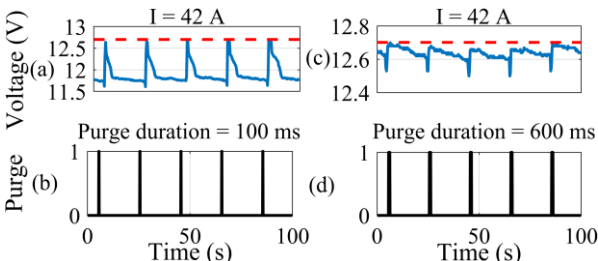 I = 42 A
I = 42 A
Voltage (V)
13
12.5
12
11.5
(a)
12.8
12.6
12.4
(c)
Purge duration = 100 ms
Purge duration = 600 ms
Purge
1
0
(b)
0
50
100
Time (s)
1
0
(d)
0
50
100
Time (s)